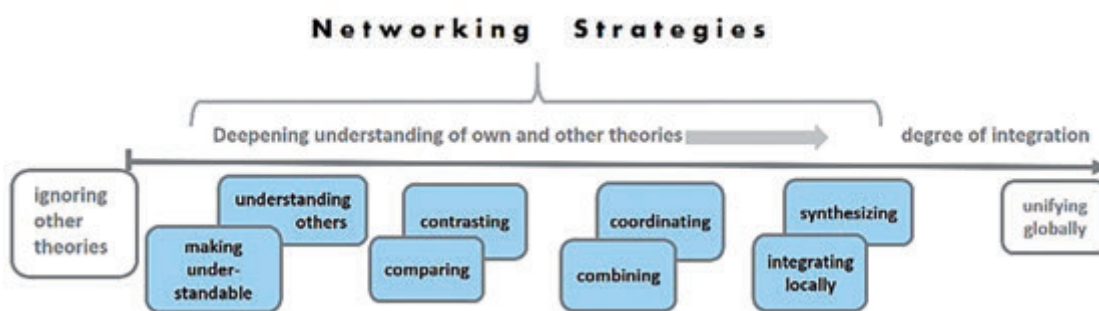 Networking Strategies
Deepening understanding of own and other theories
degree of integration
ignoring
other
theories
understanding
others
making
under-
standable
contrasting
comparing
coordinating
combining
synthesizing
integrating
locally
unifying
globally